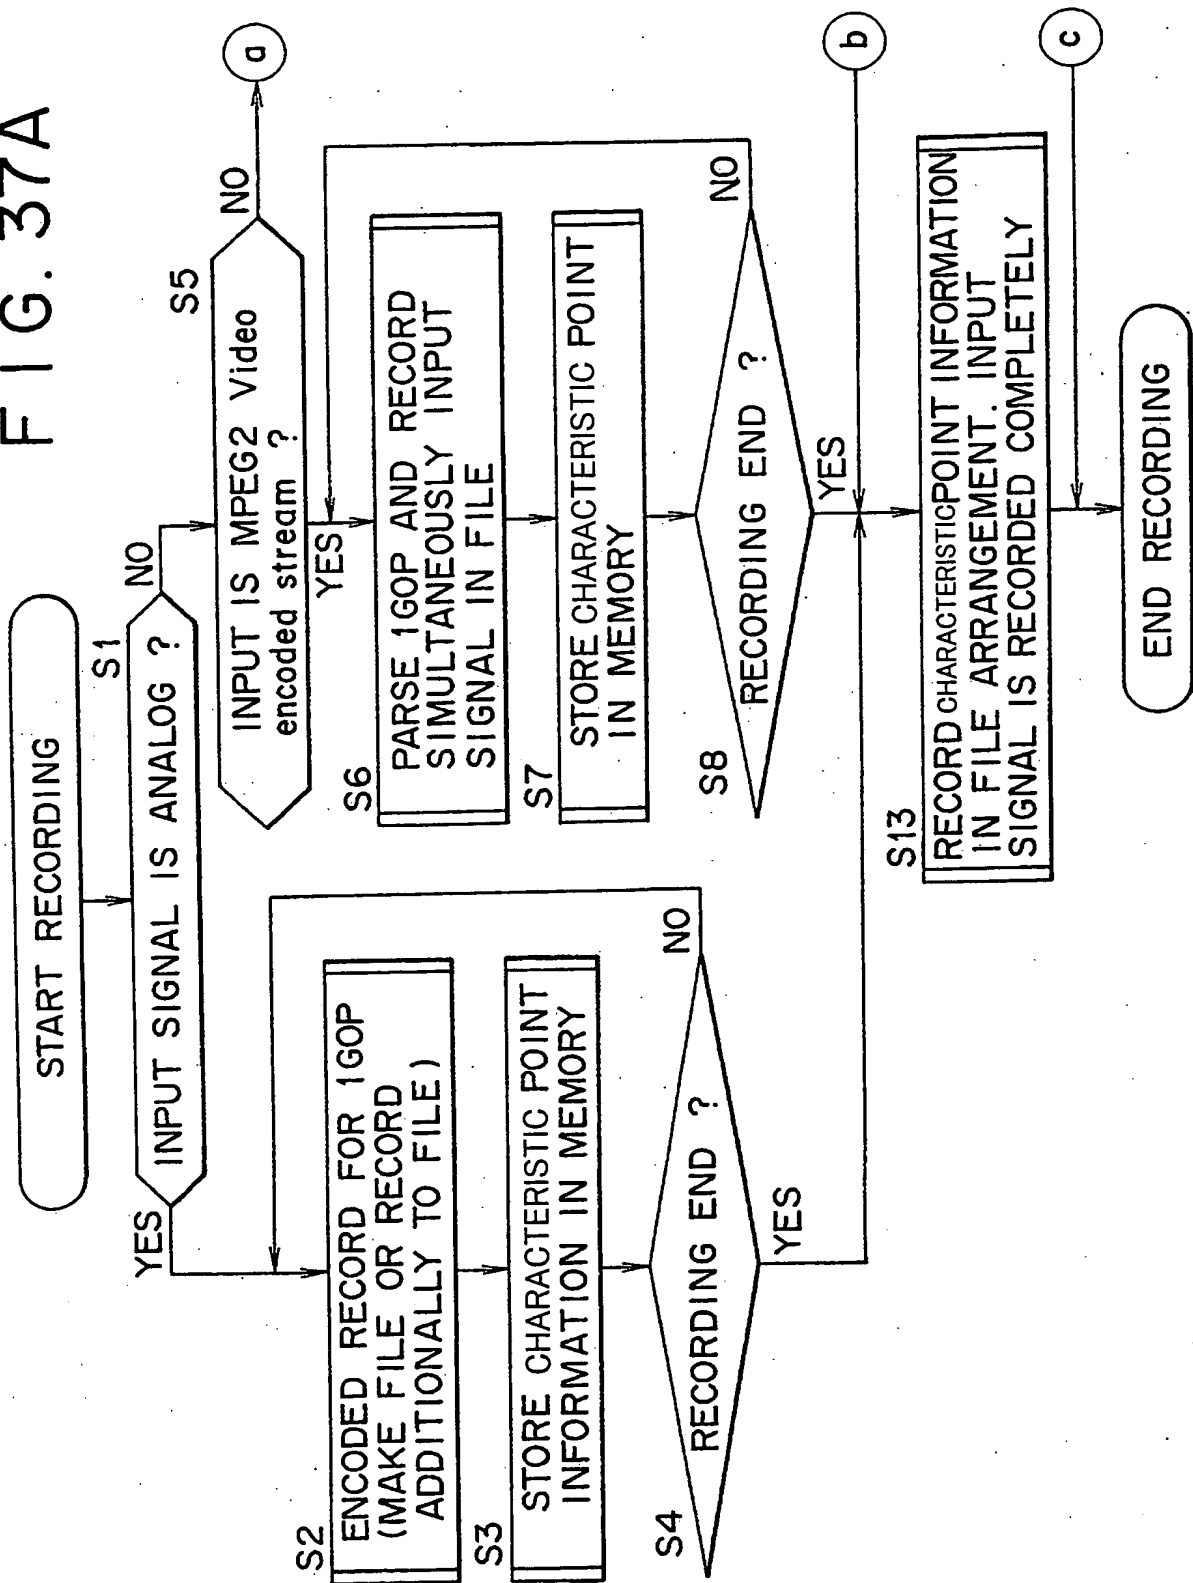 FIG. 37A
START RECORDING
S1
INPUT SIGNAL IS ANALOG ?
YES
NO
S2
ENCODED RECORD FOR 1GOP
(MAKE FILE OR RECORD
ADDITIONALLY TO FILE)
S3
STORE CHARACTERISTIC POINT
INFORMATION IN MEMORY
S4
RECORDING END ?
NO
YES
S5
INPUT IS MPEG2 Video
encoded stream ?
NO
a
YES
S6
PARSE 1GOP AND RECORD
SIMULTANEOUSLY INPUT
SIGNAL IN FILE
S7
STORE CHARACTERISTIC POINT
IN MEMORY
S8
RECORDING END ?
NO
YES
b
S13
RECORD CHARACTERISTICPOINT INFORMATION
IN FILE ARRANGEMENT. INPUT
SIGNAL IS RECORDED COMPLETELY
c
END RECORDING